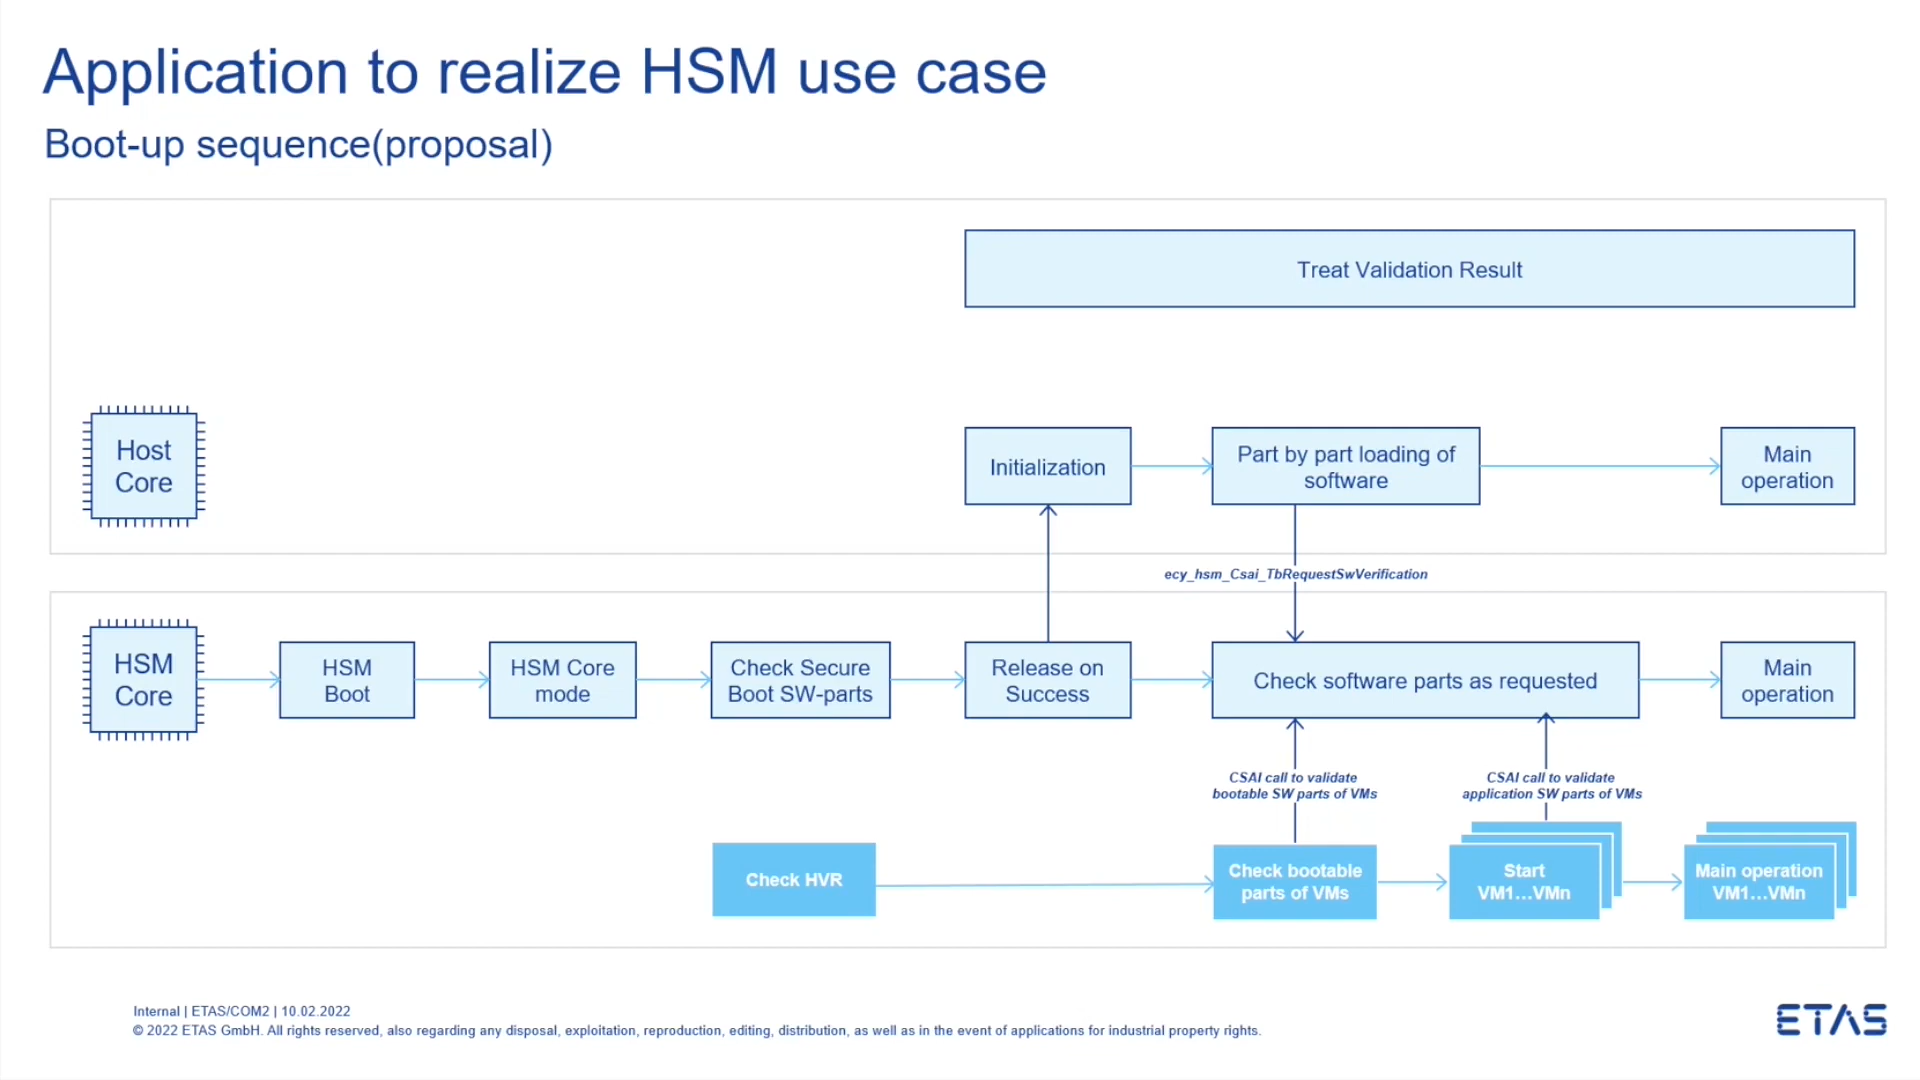 Application to realize HSM use case
Boot-up sequence(proposal)
Treat Validation Result
Host
Core
Initialization
Part by part loading of
software
Main
operation
ecy_hsm_Csai_TbRequestSwVerification
HSM
Core
HSM
Boot
HSM Core
mode
Check Secure
Boot SW-parts
Release on
Success
Check software parts as requested
Main
operation
CSAI call to validate
bootable SW parts of VMs
CSAI call to validate
application SW parts of VMs
Check HVR
Check bootable
parts of VMs
Start
VM1...VMn
Main operation
VM1...VMn
Internal | ETAS/COM2 | 10.02.2022
© 2022 ETAS GmbH. All rights reserved, also regarding any disposal, exploitation, reproduction, editing, distribution, as well as in the event of applications for industrial property rights.
ETAS